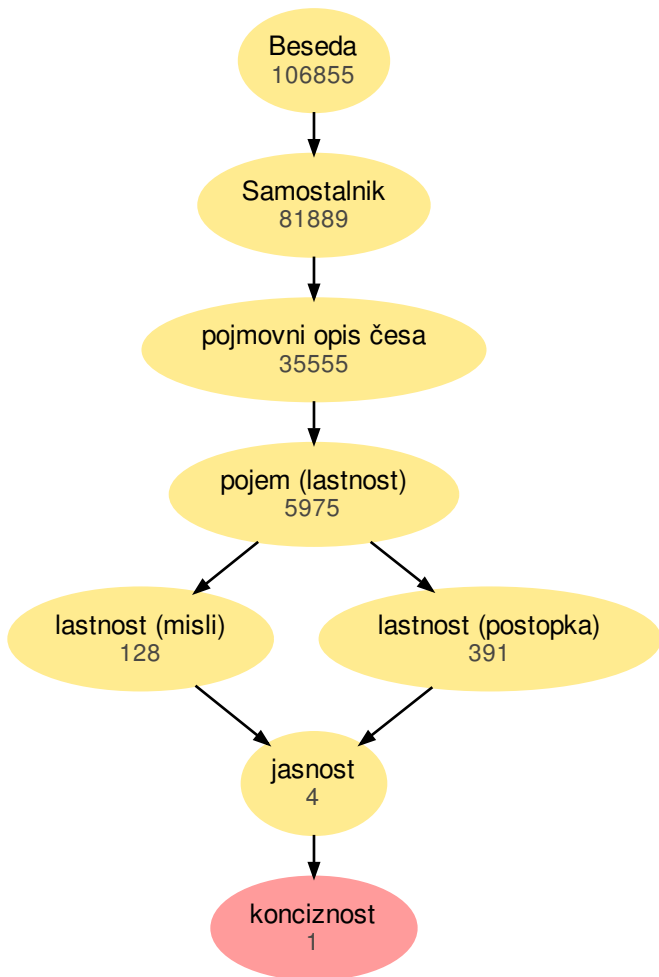 Beseda
106855
Samostalnik
81889
pojmovni opis česa
35555
pojem (lastnost)
5975
lastnost (misli)
128
lastnost (postopka)
391
jasnost
4
konciznost
1